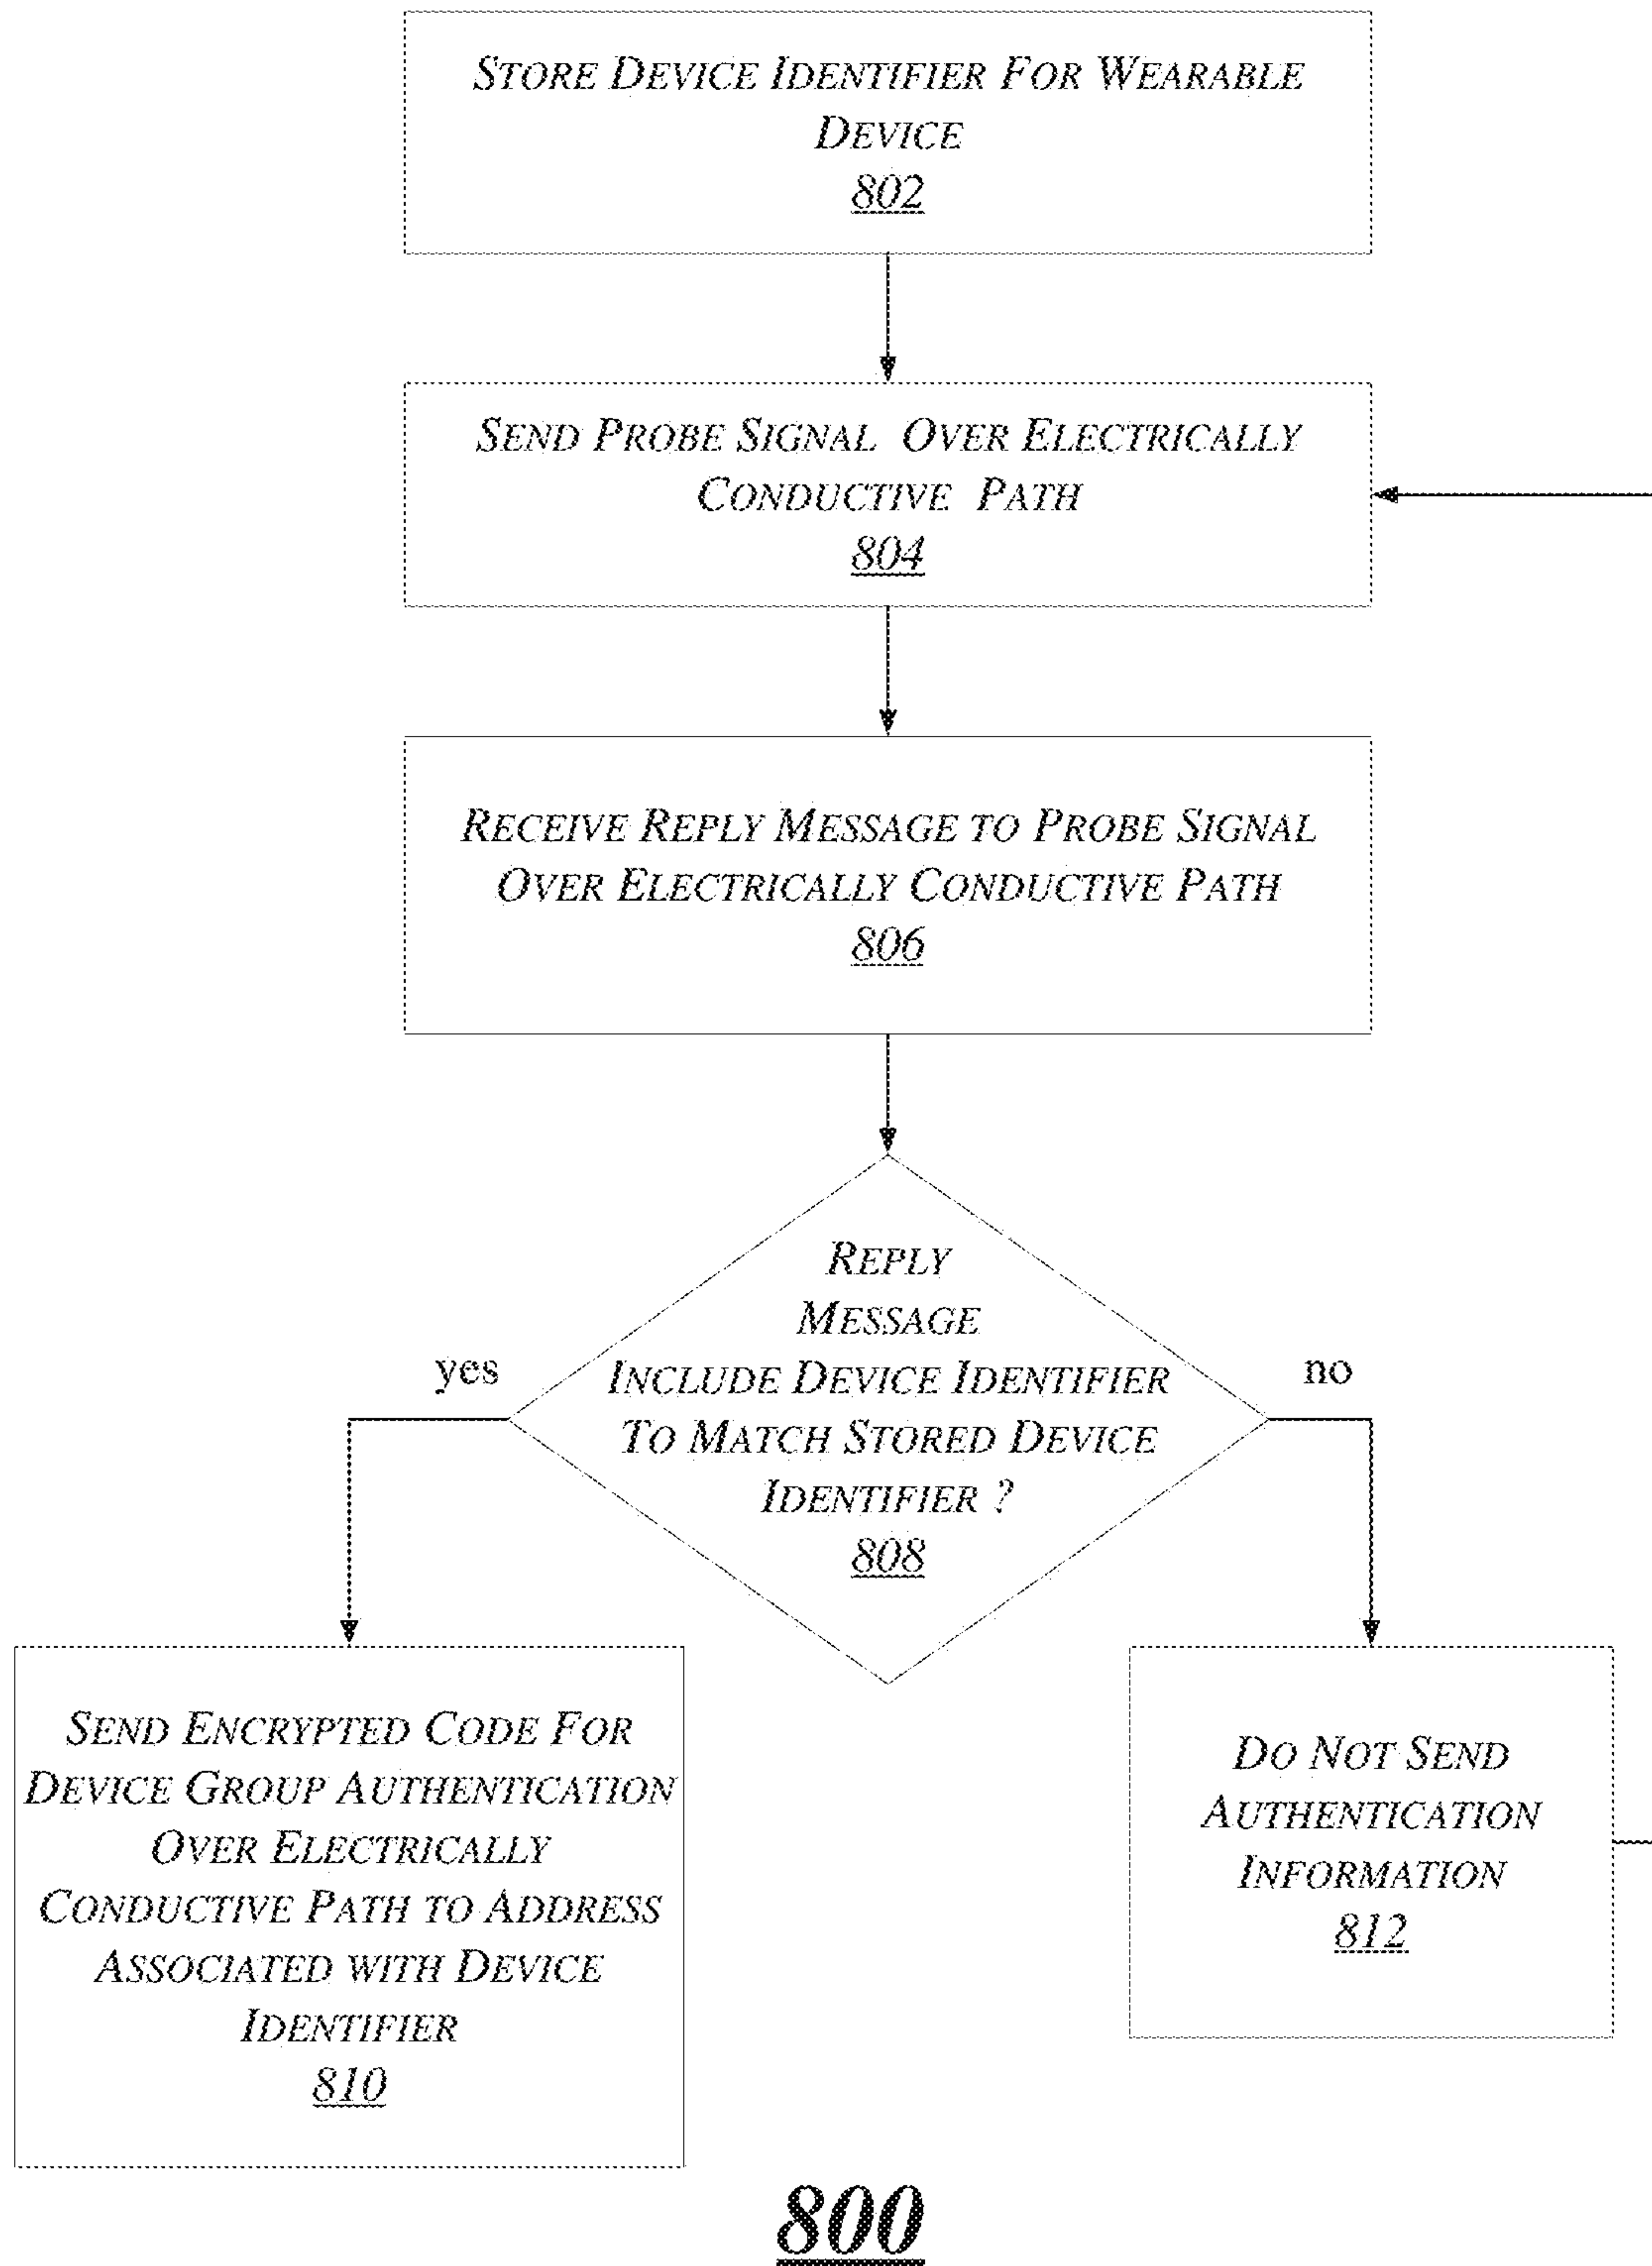 STORE DEVICE IDENTIFIER FOR WEARABLE
DEVICE
802
SEND PROBE SIGNAL OVER ELECTRICALLY
CONDUCTIVE PATH
804
RECEIVE REPLY MESSAGE TO PROBE SIGNAL
OVER ELECTRICALLY CONDUCTIVE PATH
806
REPLY
MESSAGE
INCLUDE DEVICE IDENTIFIER
TO MATCH STORED DEVICE
IDENTIFIER ?
808
yes
no
SEND ENCRYPTED CODE FOR
DEVICE GROUP AUTHENTICATION
OVER ELECTRICALLY
CONDUCTIVE PATH TO ADDRESS
ASSOCIATED WITH DEVICE
IDENTIFIER
810
DO NOT SEND
AUTHENTICATION
INFORMATION
812
800